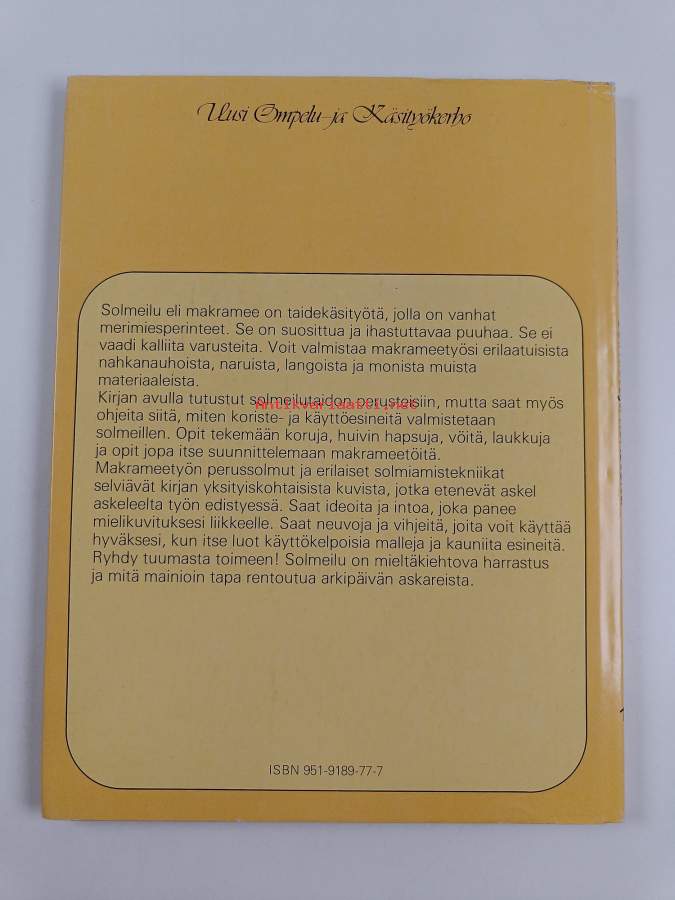 Uusi Ompelu- ja Käsityökerho
Solmeilu eli makramee on taidekäsityötä, jolla on vanhat
merimiesperinteet. Se on suosittua ja ihastuttavaa puuhaa. Se ei
vaadi kalliita varusteita. Voit valmistaa makrameetyösi erilaatuisista
nahkanauhoista, naruista, langoista ja monista muista
materiaaleista.
Kirjan avulla tutustut solmeilutaidon perusteisiin, mutta saat myös
Antikvariaatti.net
ohjeita siitä, miten koriste- ja käyttöesineitä valmistetaan
solmeillen. Opit tekemään koruja, huivin hapsuja, vöitä, laukkuja
ja opit jopa itse suunnittelemaan makrameetöitä.
Makrameetyön perussolmut ja erilaiset solmiamistekniikat
selviävät kirjan yksityiskohtaisista kuvista, jotka etenevät askel
askeleelta työn edistyessä. Saat ideoita ja intoa, joka panee
mielikuvituksesi liikkeelle. Saat neuvoja ja vihjeitä, joita voit käyttää
hyväksesi, kun itse luot käyttökelpoisia malleja ja kauniita esineitä.
Ryhdy tuumasta toimeen! Solmeilu on mieltäkiehtova harrastus
ja mitä mainioin tapa rentoutua arkipäivän askareista.
ISBN 951-9189-77-7